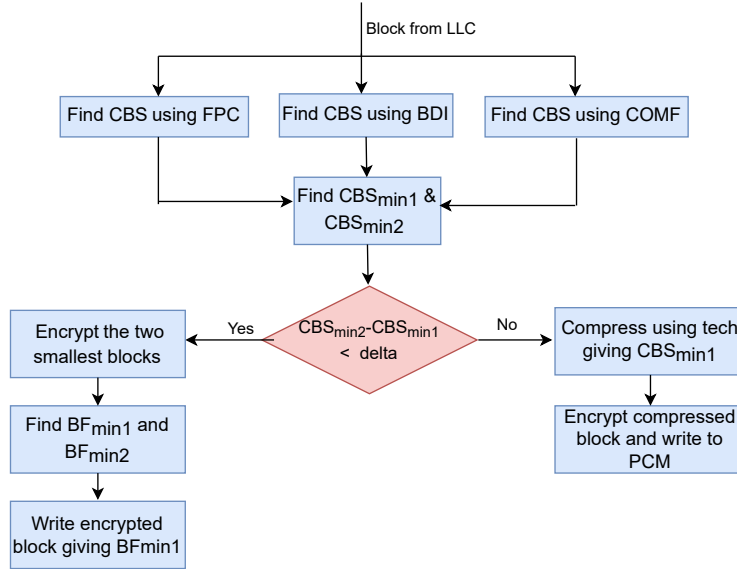 Block from LLC
Find CBS using FPC
Find CBS using BDI
Find CBS using COMF
Find CBSmin1 &
CBSmin2
CBSmin2-CBSmin1
< delta
Yes
No
Encrypt the two
smallest blocks
Find BFmin1 and
BFmin2
Write encrypted
block giving BFmin1
Compress using tech
giving CBSmin1
Encrypt compressed
block and write to
PCM